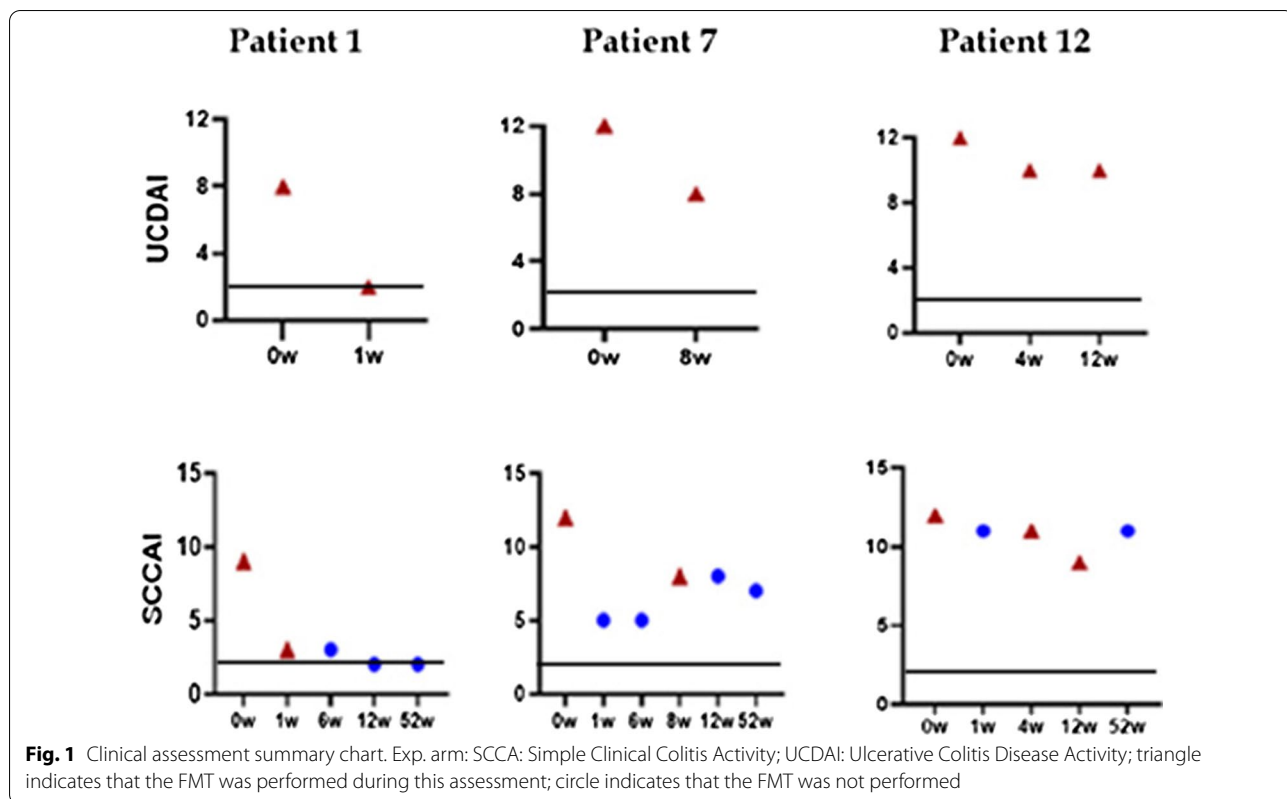 Patient 1 Patient 7 Patient 12
UCDAI
12
8
4
0
0w 1w
12
8
4
0
0w 8w
12
8
4
0
0w 4w 12w
SCCAI
15
10
5
0
0w 1w 6w 12w 52w
15
10
5
0
0w 1w 6w 8w 12w 52w
15
10
5
0
0w 1w 4w 12w 52w
Fig. 1 Clinical assessment summary chart. Exp. arm: SCCA: Simple Clinical Colitis Activity; UCDAI: Ulcerative Colitis Disease Activity; triangle
indicates that the FMT was performed during this assessment; circle indicates that the FMT was not performed